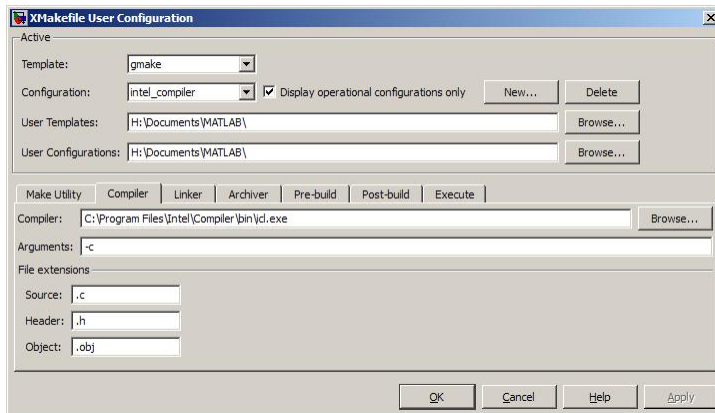 XMakefile User Configuration
Active
Template: gmake
Configuration: intel_compiler Display operational configurations only New... Delete
User Templates: H:\Documents\MATLAB\ Browse...
User Configurations: H:\Documents\MATLAB\ Browse...
Make Utility Compiler Linker Archiver Pre-build Post-build Execute
Compiler: C:\Program Files\Intel\Compiler\bin\icl.exe Browse...
Arguments: -c
File extensions
Source: .c
Header: .h
Object: .obj
OK Cancel Help Apply